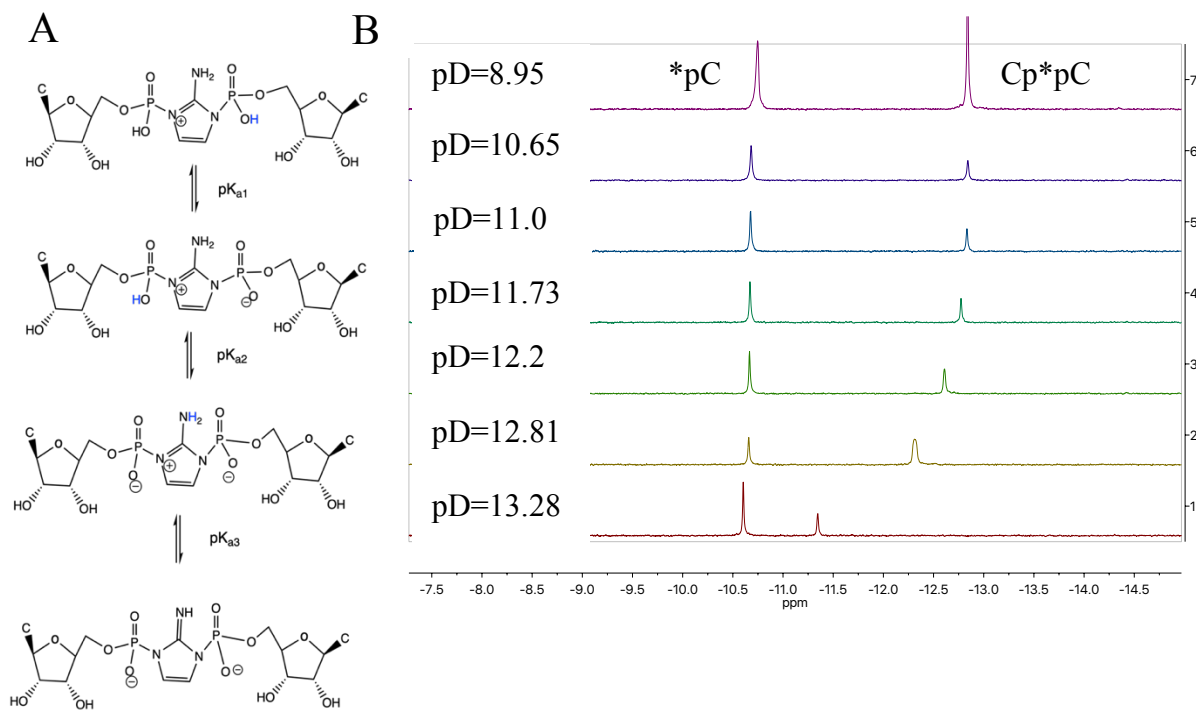 A
B
C O O P O HO NH₂ N ⊕ N O P OH O O C
HO OH HO OH
pKa1
C O O P O HO NH₂ N ⊕ N O P O ⊖ O O C
HO OH HO OH
pKa2
C O O P O O ⊖ NH₂ N ⊕ N O P O ⊖ O O C
HO OH HO OH
pKa3
C O O P O O ⊖ NH N N O P O ⊖ O O C
HO OH HO OH
*pC Cp*pC
pD=8.95 7
pD=10.65 6
pD=11.0 5
pD=11.73 4
pD=12.2 3
pD=12.81 2
pD=13.28 1
-7.5 -8.0 -8.5 -9.0 -9.5 -10.0 -10.5 -11.0 -11.5 -12.0 -12.5 -13.0 -13.5 -14.0 -14.5
ppm